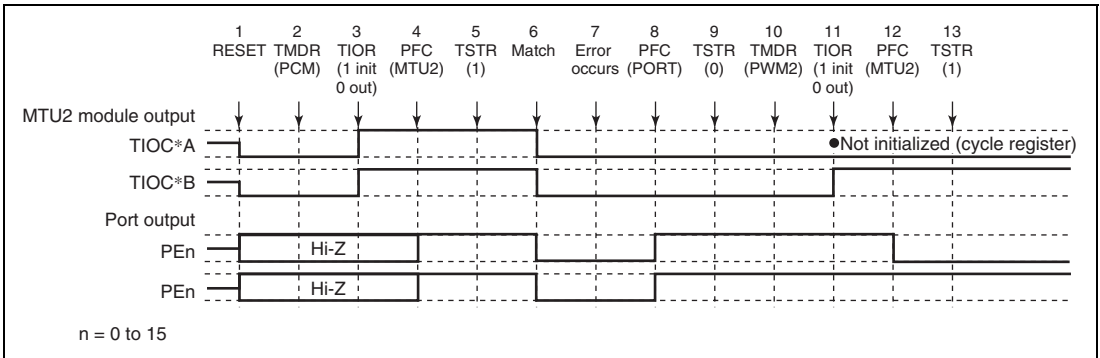 1 2 3 4 5 6 7 8 9 10 11 12 13
RESET TMDR TIOR PFC TSTR Match Error PFC TSTR TMDR TIOR PFC TSTR
(PCM) (1 init (MTU2) (1) occurs (PORT) (0) (PWM2) (1 init (MTU2) (1)
0 out) 0 out)
MTU2 module output
TIOC*A
●Not initialized (cycle register)
TIOC*B
Port output
PEn Hi-Z
PEn Hi-Z
n = 0 to 15